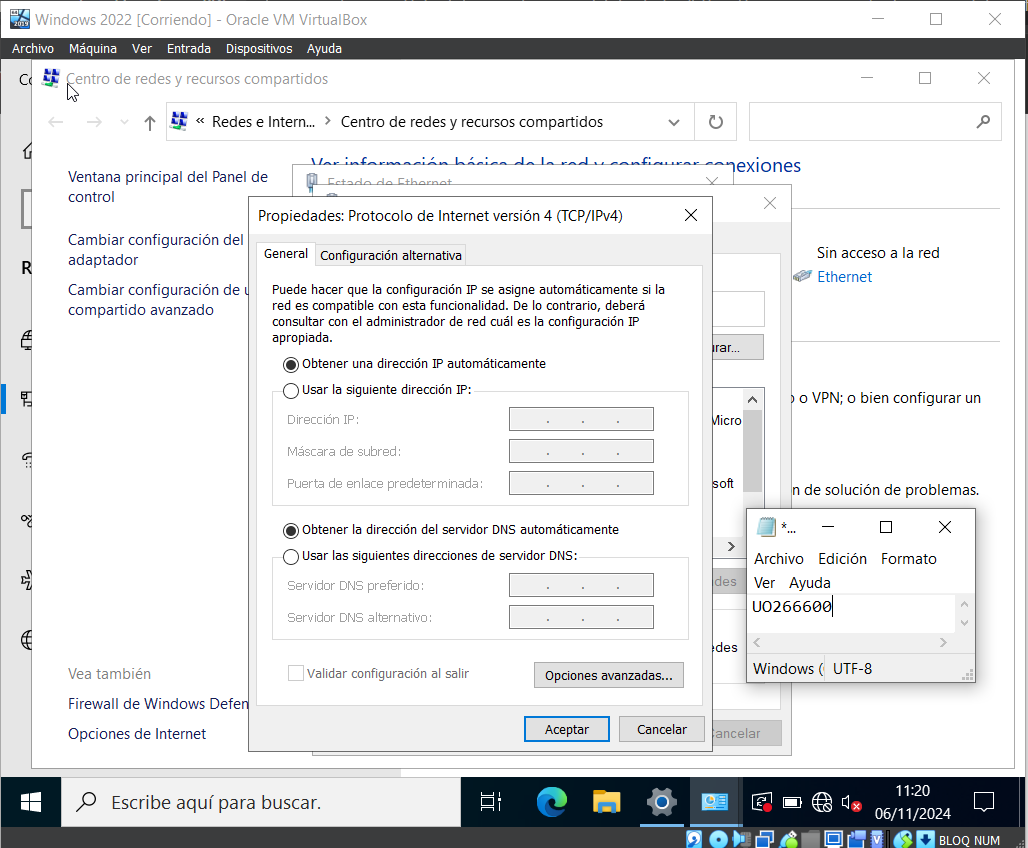 Windows 2022 [Corriendo] - Oracle VM VirtualBox
Archivo Máquina Ver Entrada Dispositivos Ayuda
Centro de redes y recursos compartidos
« Redes e Intern... > Centro de redes y recursos compartidos
Ver información básica de la red y configurar conexiones
Ventana principal del Panel de
control
Cambiar configuración del
adaptador
Cambiar configuración de
compartido avanzado
Vea también
Firewall de Windows Defen
Opciones de Internet
Estado de Ethernet
Sin acceso a la red
Ethernet
o VPN; o bien configurar un
de solución de problemas.
Propiedades: Protocolo de Internet versión 4 (TCP/IPv4)
General Configuración alternativa
Puede hacer que la configuración IP se asigne automáticamente si la
red es compatible con esta funcionalidad. De lo contrario, deberá
consultar con el administrador de red cuál es la configuración IP
apropiada.
Obtener una dirección IP automáticamente
Usar la siguiente dirección IP:
Dirección IP:
Máscara de subred:
Puerta de enlace predeterminada:
Obtener la dirección del servidor DNS automáticamente
Usar las siguientes direcciones de servidor DNS:
Servidor DNS preferido:
Servidor DNS alternativo:
Validar configuración al salir
Opciones avanzadas...
Aceptar Cancelar
urar...
Micro
soft
des
edes
ancelar
*...
Archivo Edición Formato
Ver Ayuda
UO266600
Windows ( UTF-8
Escribe aquí para buscar.
11:20
06/11/2024
BLOQ NUM